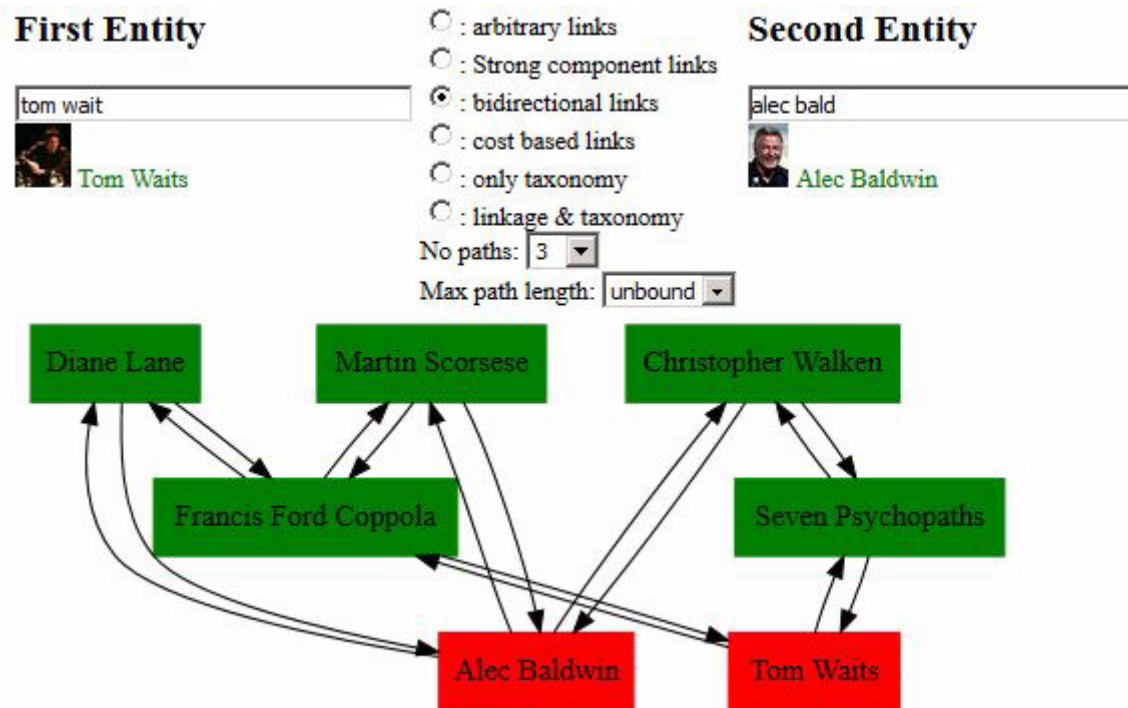 First Entity
tom wait
Tom Waits
: arbitrary links
: Strong component links
: bidirectional links
: cost based links
: only taxonomy
: linkage & taxonomy
No paths: 3
Max path length: unbound
Second Entity
alec bald
Alec Baldwin
Diane Lane
Martin Scorsese
Christopher Walken
Francis Ford Coppola
Seven Psychopaths
Alec Baldwin
Tom Waits